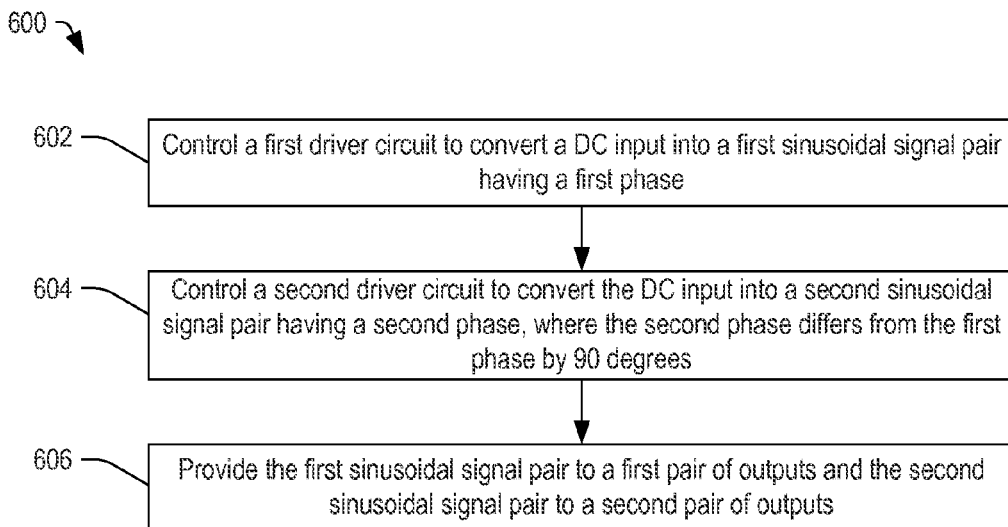 600
602
Control a first driver circuit to convert a DC input into a first sinusoidal signal pair
having a first phase
604
Control a second driver circuit to convert the DC input into a second sinusoidal
signal pair having a second phase, where the second phase differs from the first
phase by 90 degrees
606
Provide the first sinusoidal signal pair to a first pair of outputs and the second
sinusoidal signal pair to a second pair of outputs